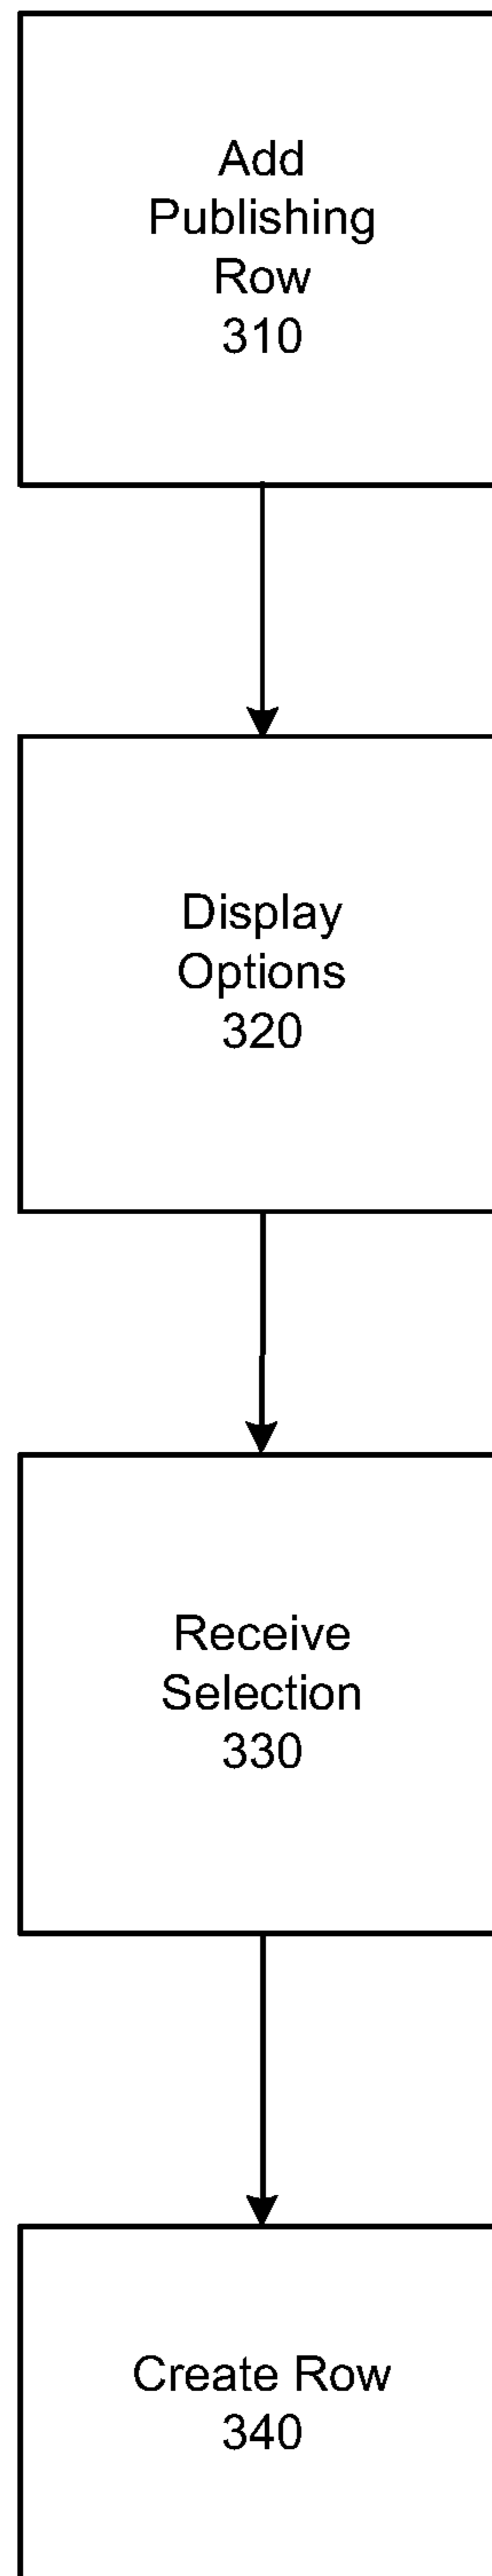 Add
Publishing
Row
310
Display
Options
320
Receive
Selection
330
Create Row
340